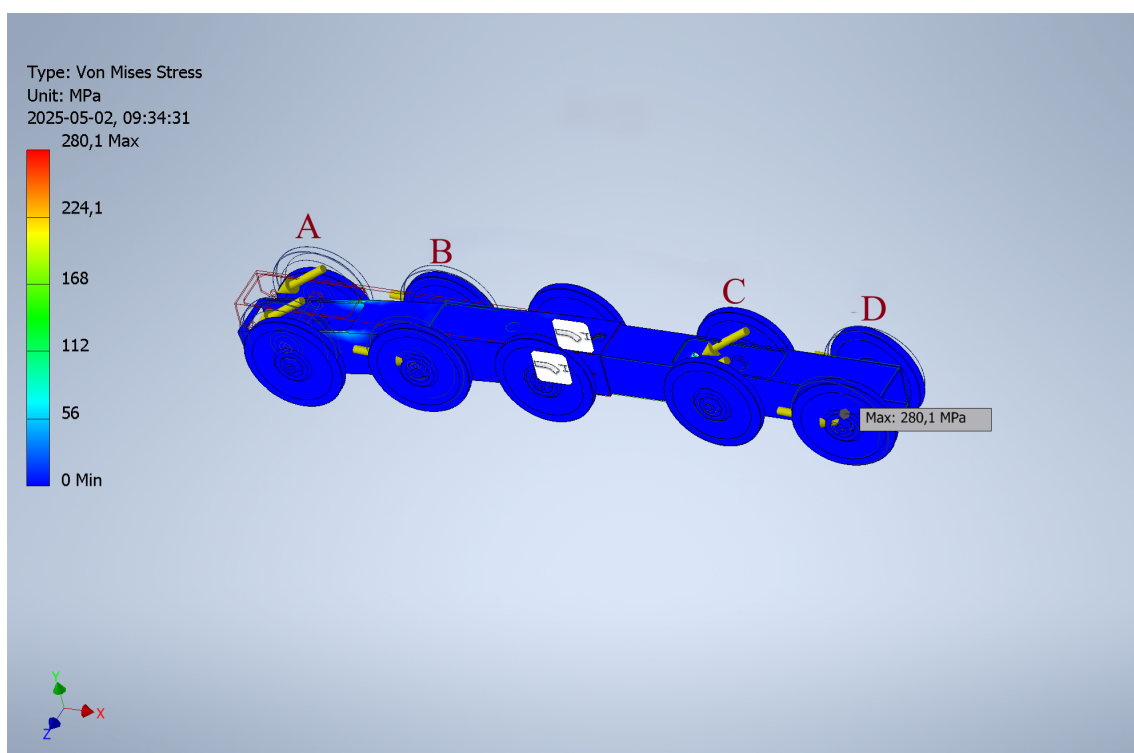 Type: Von Mises Stress
Unit: MPa
2025-05-02, 09:34:31
280,1 Max
224,1
168
112
56
0 Min
A
B
C
D
Max: 280,1 MPa
Y
X
Z